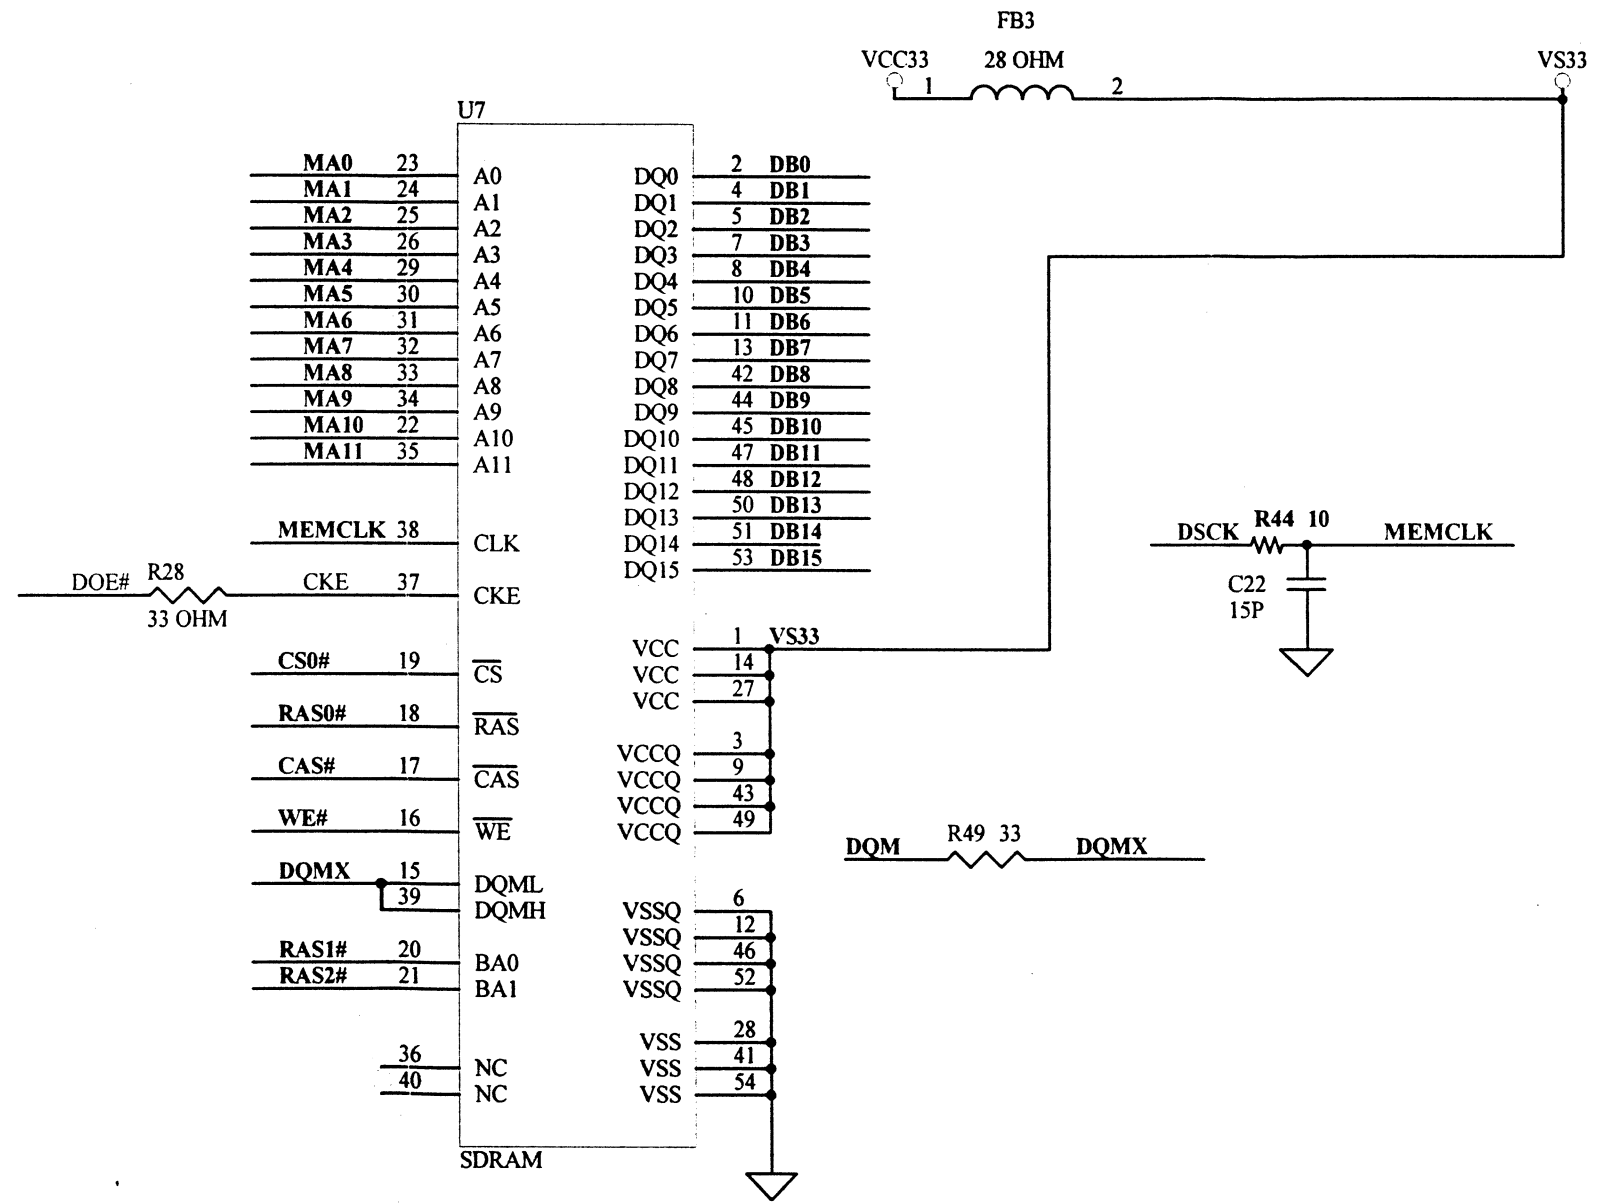 FB3
VCC33 1 28 OHM 2 VS33
U7
MA0 23 A0 DQ0 2 DB0
MA1 24 A1 DQ1 4 DB1
MA2 25 A2 DQ2 5 DB2
MA3 26 A3 DQ3 7 DB3
MA4 29 A4 DQ4 8 DB4
MA5 30 A5 DQ5 10 DB5
MA6 31 A6 DQ6 11 DB6
MA7 32 A7 DQ7 13 DB7
MA8 33 A8 DQ8 42 DB8
MA9 34 A9 DQ9 44 DB9
MA10 22 A10 DQ10 45 DB10
MA11 35 A11 DQ11 47 DB11
DQ12 48 DB12
DQ13 50 DB13
MEMCLK 38 CLK DQ14 51 DB14
DQ15 53 DB15
DSCK R44 10 MEMCLK
C22
15P
DOE# R28 CKE 37 CKE
33 OHM
VCC 1 VS33
CS0# 19 CS VCC 14
VCC 27
RAS0# 18 RAS
VCCQ 3
CAS# 17 CAS VCCQ 9
VCCQ 43
WE# 16 WE VCCQ 49
DQM R49 33 DQMX
DQMX 15 DQML
39 DQMH VSSQ 6
VSSQ 12
RAS1# 20 BA0 VSSQ 46
RAS2# 21 BA1 VSSQ 52
VSS 28
36 NC VSS 41
40 NC VSS 54
SDRAM